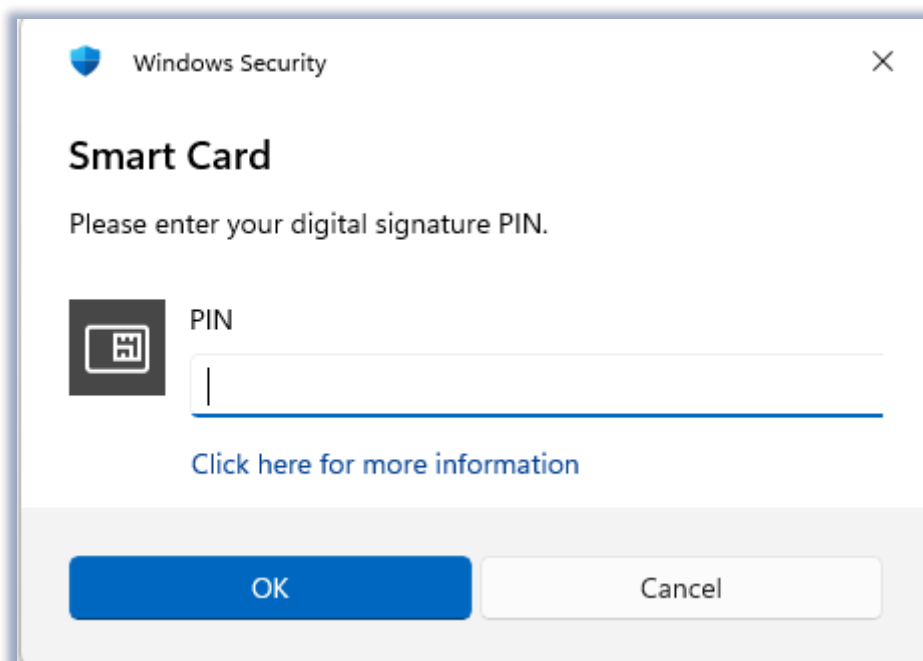 Windows Security
Smart Card
Please enter your digital signature PIN.
PIN
Click here for more information
OK
Cancel